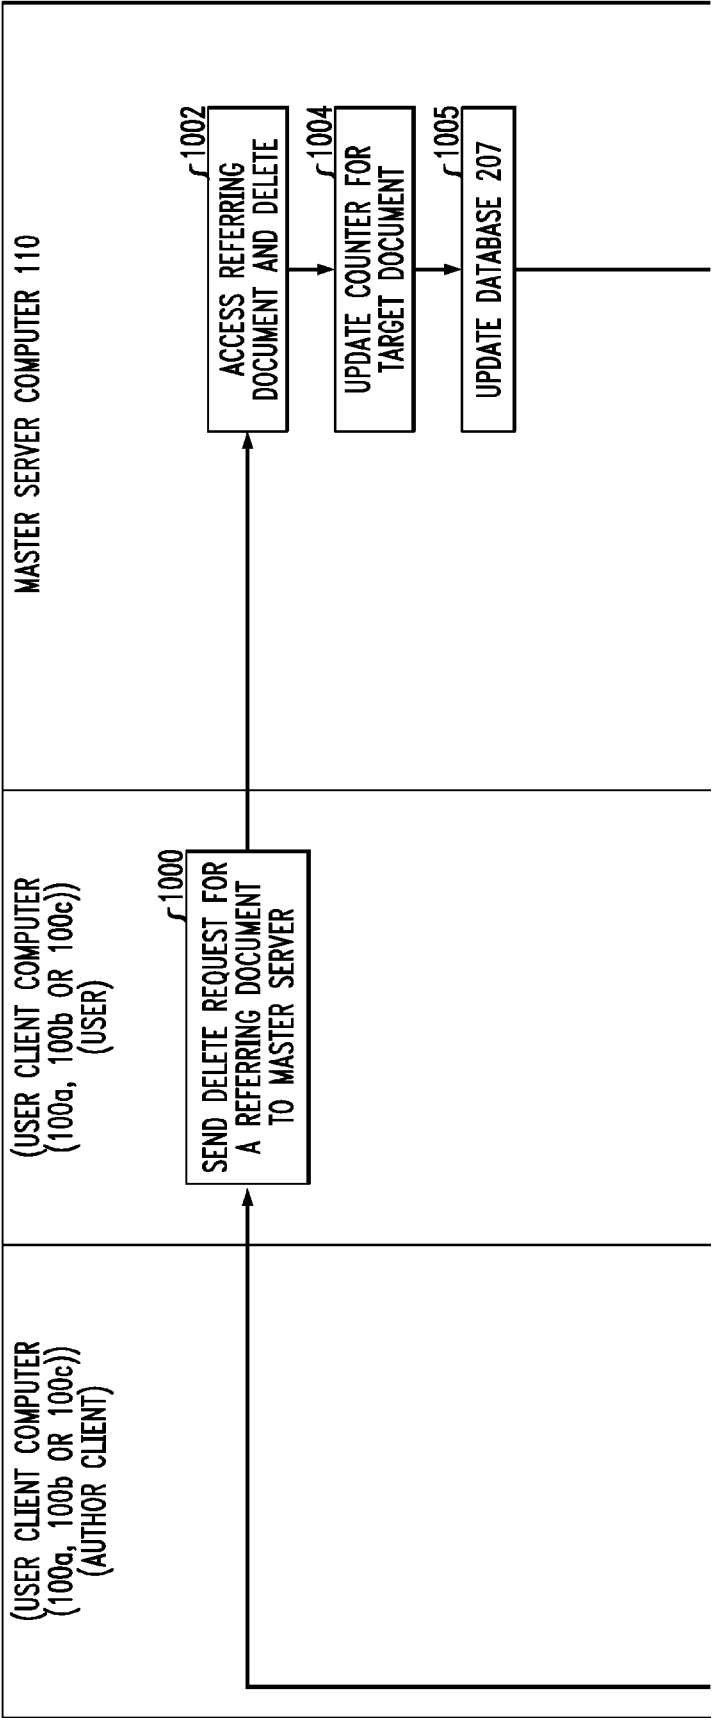 (USER CLIENT COMPUTER
(100a, 100b OR 100c))
(AUTHOR CLIENT)
(USER CLIENT COMPUTER
(100a, 100b OR 100c))
(USER)
MASTER SERVER COMPUTER 110
1000
SEND DELETE REQUEST FOR
A REFERRING DOCUMENT
TO MASTER SERVER
1002
ACCESS REFERRING
DOCUMENT AND DELETE
1004
UPDATE COUNTER FOR
TARGET DOCUMENT
1005
UPDATE DATABASE 207